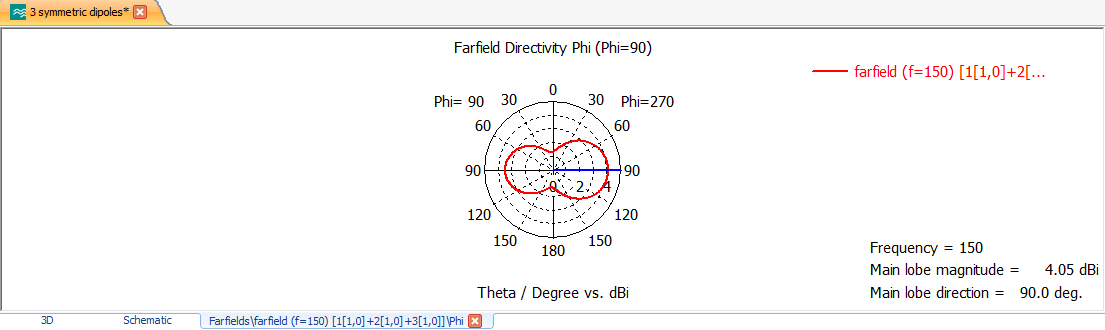 3 symmetric dipoles*
Farfield Directivity Phi (Phi=90)
farfield (f=150) [1[1,0]+2[...
Phi= 90 30 0 30 Phi=270
60 60
90 0 2 4 90
120 120
150 180 150
Theta / Degree vs. dBi
Frequency = 150
Main lobe magnitude = 4.05 dBi
Main lobe direction = 90.0 deg.
3D Schematic Farfields\farfield (f=150) [1[1,0]+2[1,0]+3[1,0]]\Phi